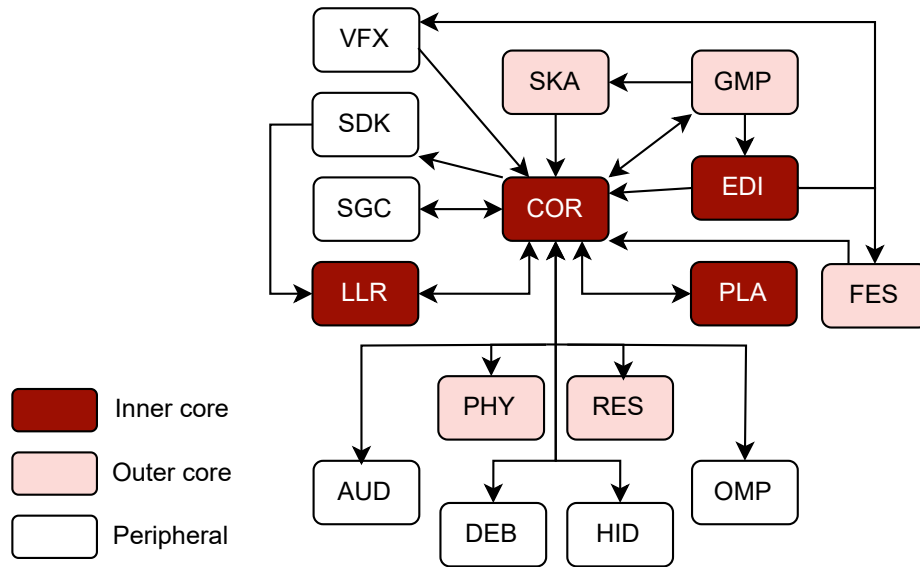 VFX
SKA
GMP
SDK
EDI
SGC
COR
LLR
PLA
FES
PHY
RES
Inner core
Outer core
AUD
OMP
DEB
HID
Peripheral